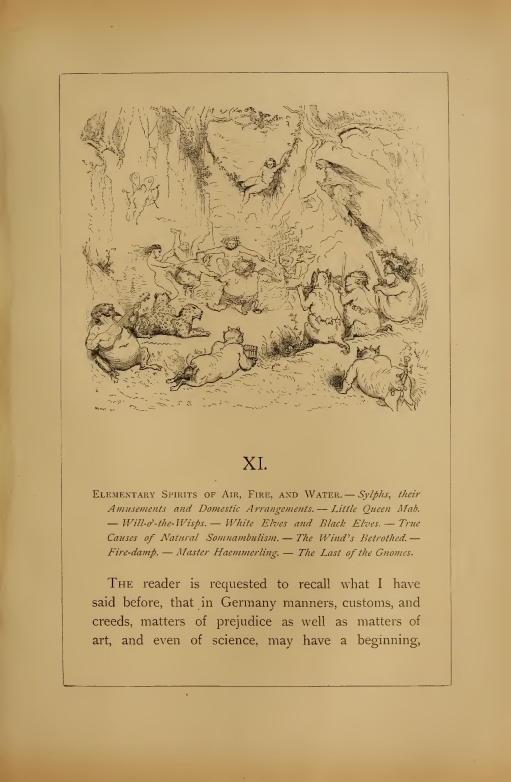 XI.
Elementary Spirits of Air, Fire, and Water. — Sylphs, their
Amusements and Domestic Arrangements. — Little Queen Mab.
— Will-o'-the-Wisps. — White Elves and Black Elves. — True
Causes of Natural Somnambulism. — The Wind's Betrothed. —
Fire-damp. — Master Haemmerling. — The Last of the Gnomes.
The reader is requested to recall what I have
said before, that in Germany manners, customs, and
creeds, matters of prejudice as well as matters of
art, and even of science, may have a beginning,